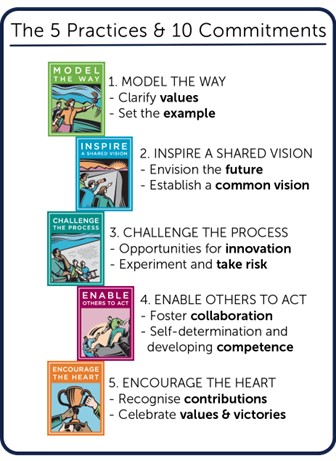 The 5 Practices & 10 Commitments
MODEL
THE WAY
1. MODEL THE WAY
- Clarify values
- Set the example
INSPIRE
A SHARED VISION
2. INSPIRE A SHARED VISION
- Envision the future
- Establish a common vision
CHALLENGE
THE PROCESS
3. CHALLENGE THE PROCESS
- Opportunities for innovation
- Experiment and take risk
ENABLE
OTHERS TO ACT
4. ENABLE OTHERS TO ACT
- Foster collaboration
- Self-determination and
developing competence
ENCOURAGE
THE HEART
5. ENCOURAGE THE HEART
- Recognise contributions
- Celebrate values & victories